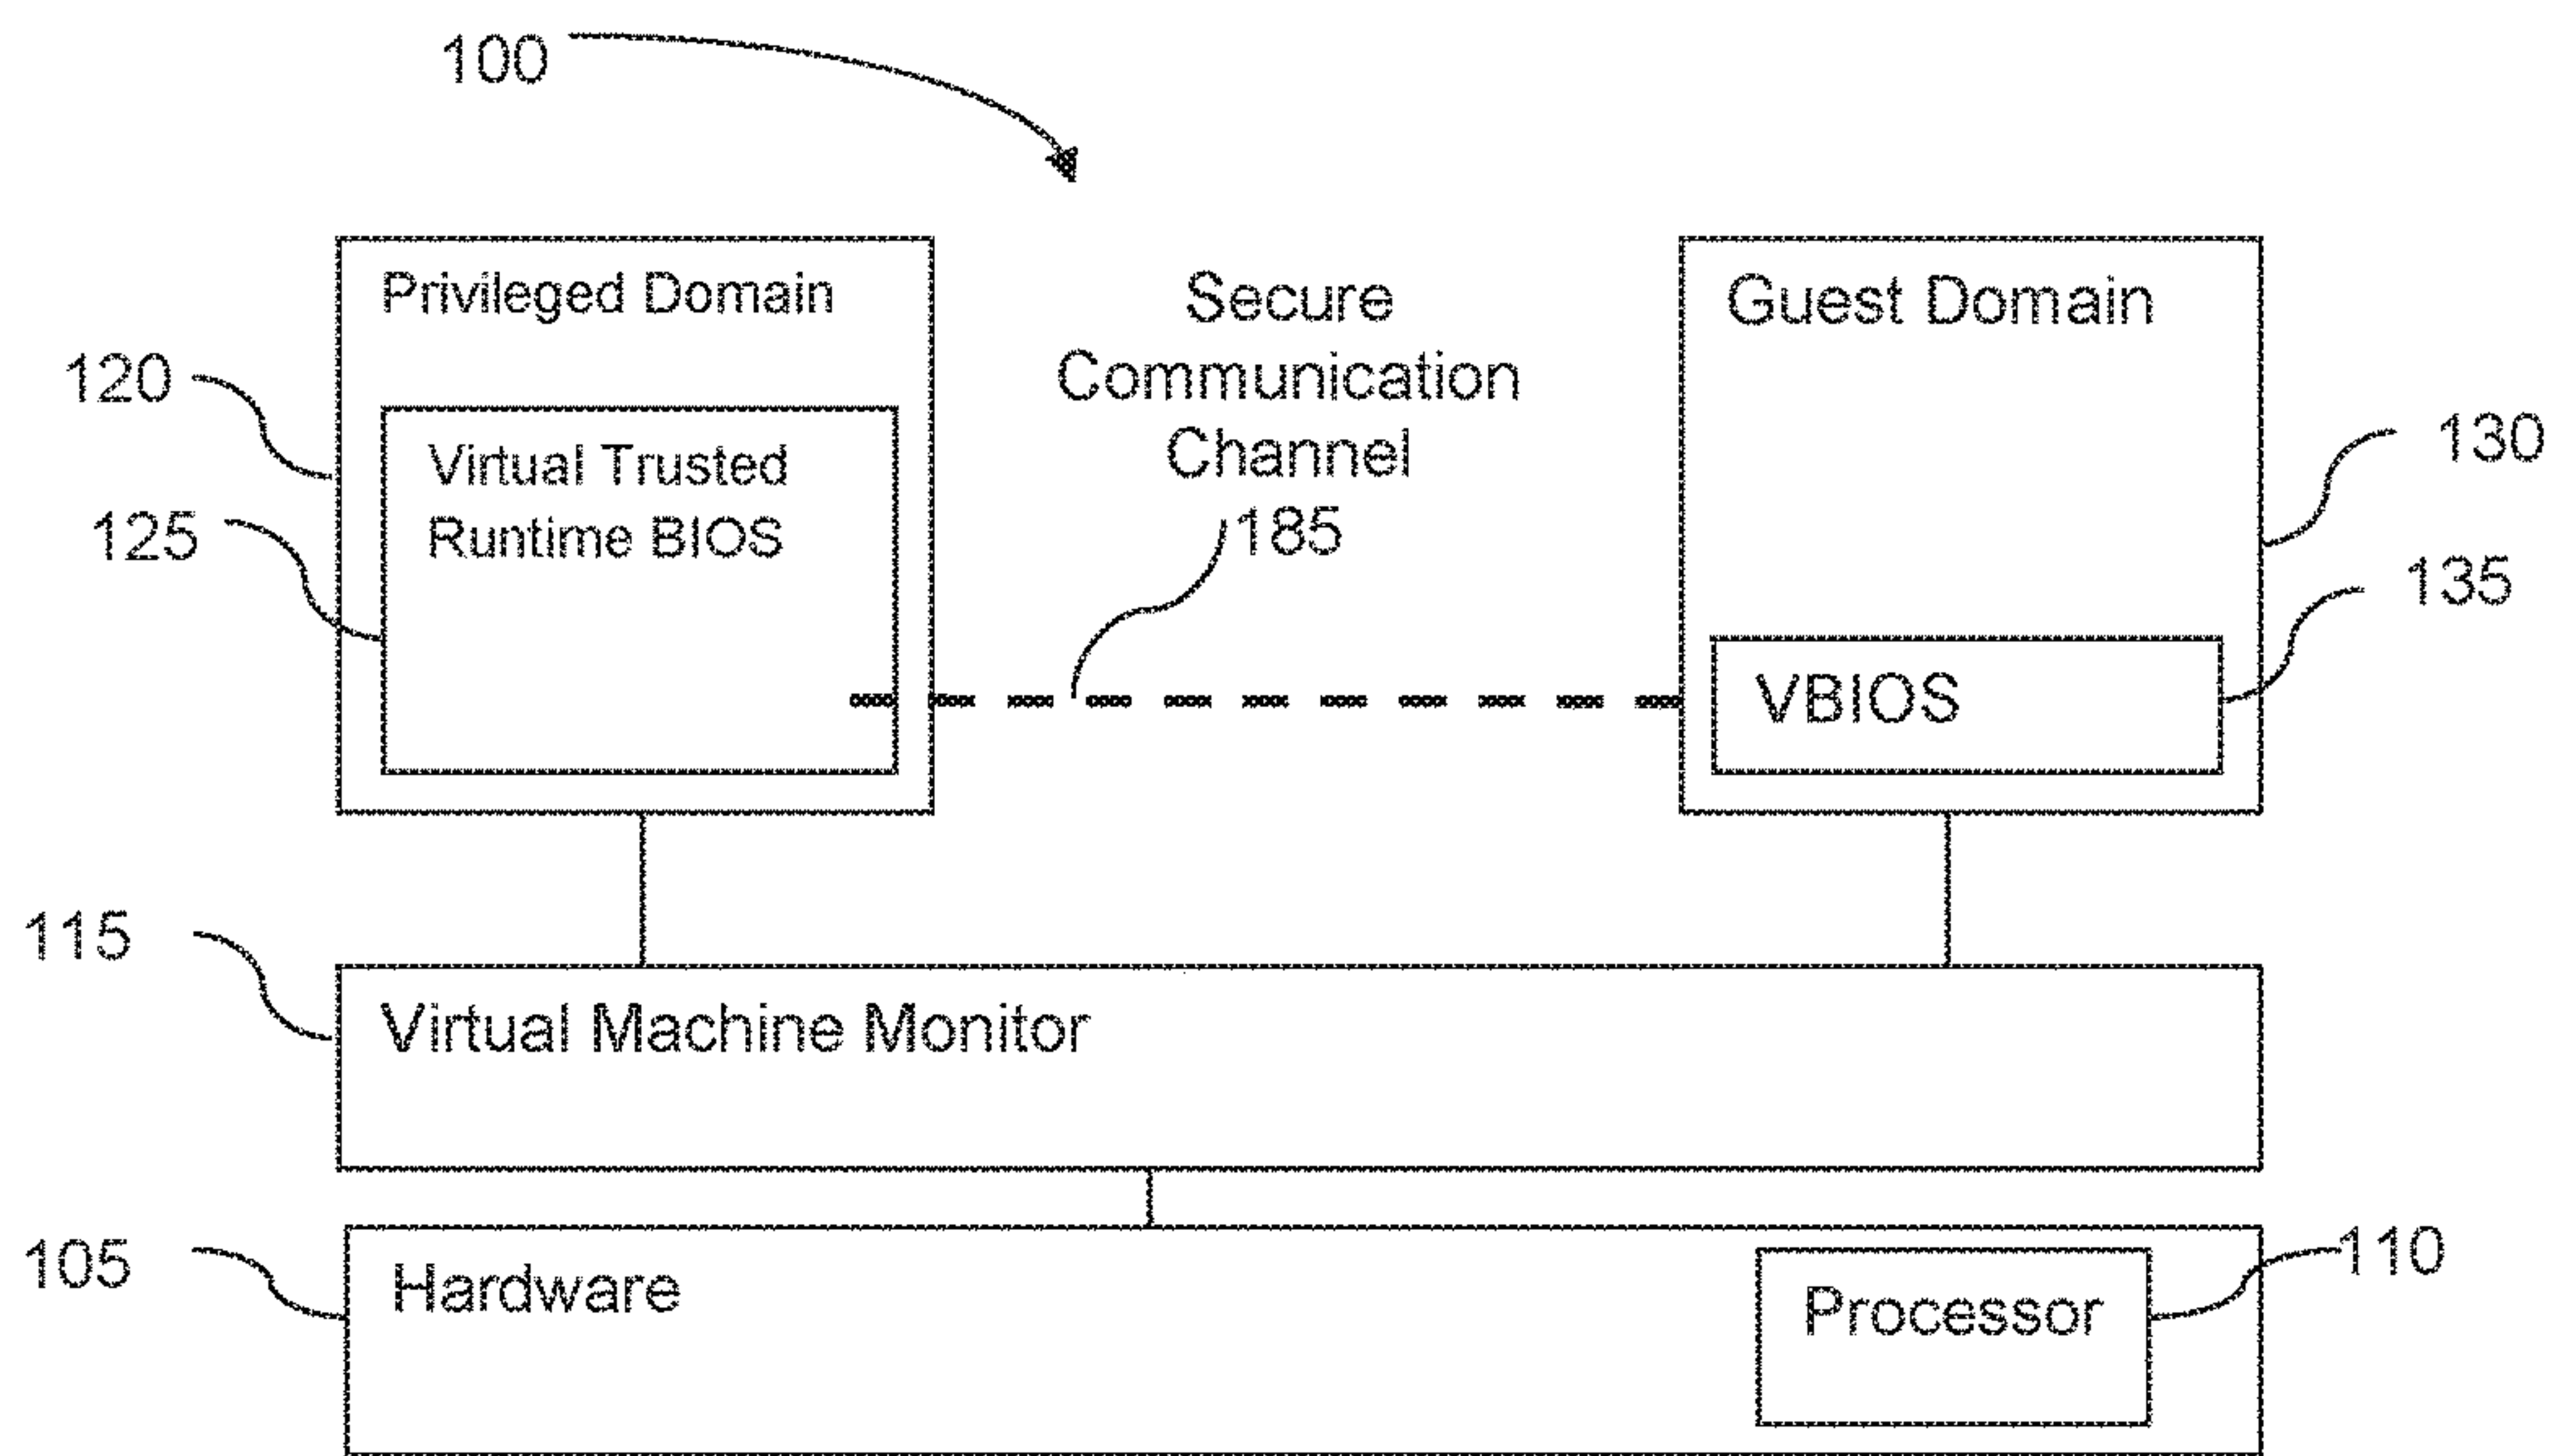 100
Privileged Domain
Secure
Communication
Channel
185
Guest Domain
120
130
Virtual Trusted
Runtime BIOS
125
135
VBIOS
115
Virtual Machine Monitor
105
Hardware
Processor
110